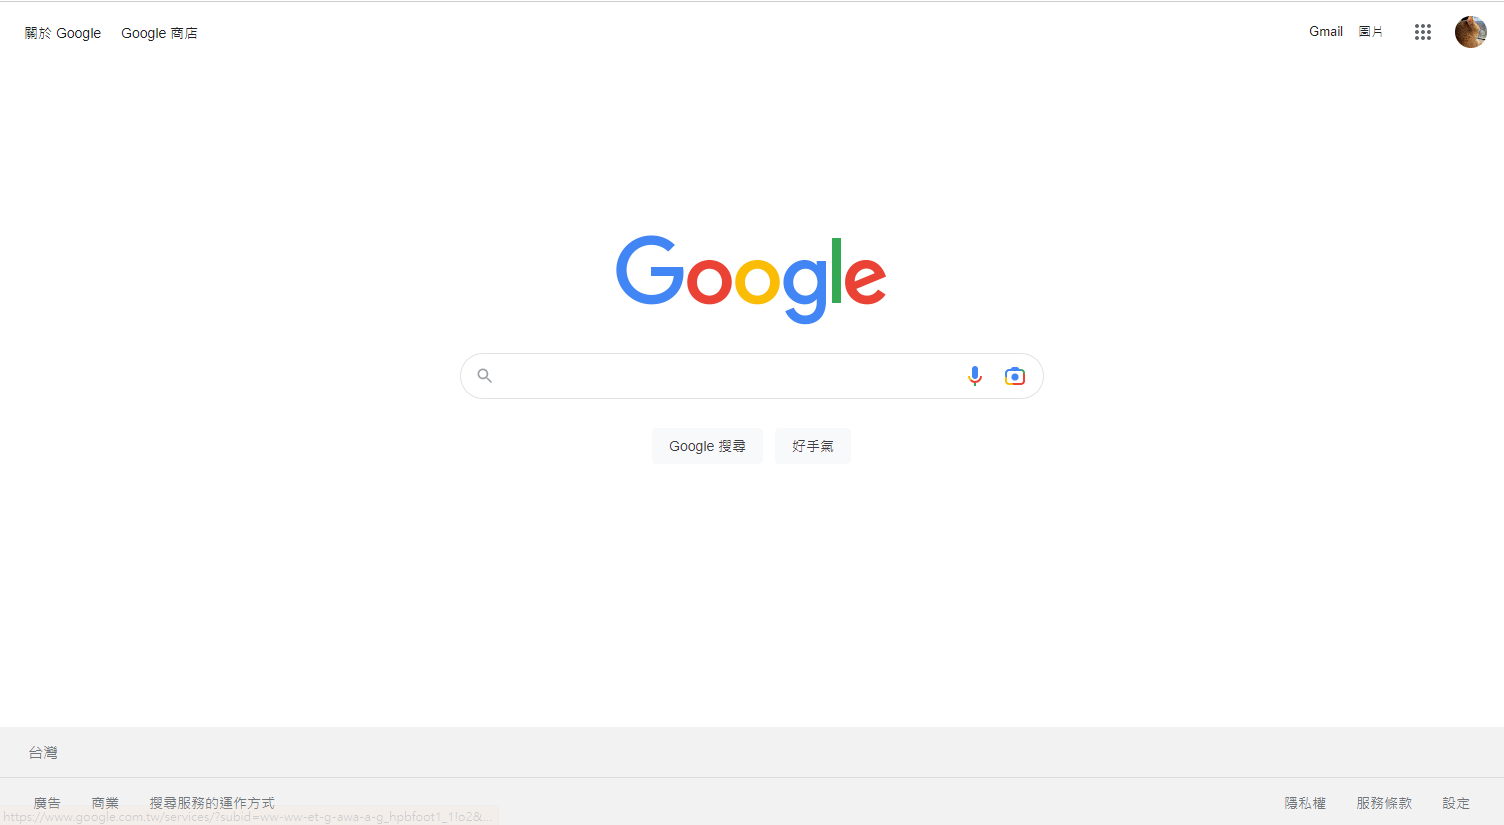 關於 Google Google 商店 Gmail 圖片
Google
Google 搜尋 好手氣
台灣
廣告 商業 搜尋服務的運作方式 隱私權 服務條款 設定
https://www.google.com.tw/services/?subid=ww-ww-et-g-awa-a-g_hpbfoot1_1!o2&...